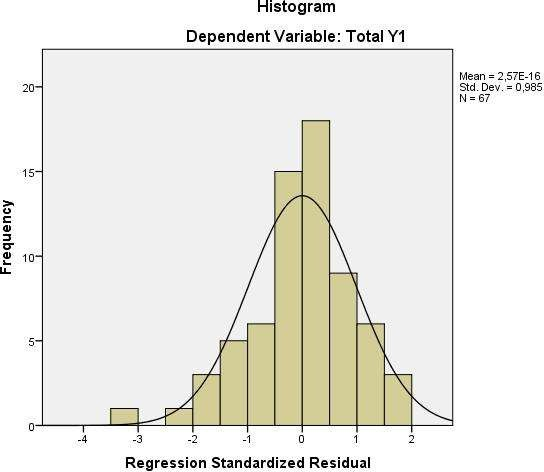 Histogram
Dependent Variable: Total Y1
Mean = 2,57E-16
Std. Dev. = 0,985
N = 67
20
15
10
5
0
Frequency
-4 -3 -2 -1 0 1 2
Regression Standardized Residual